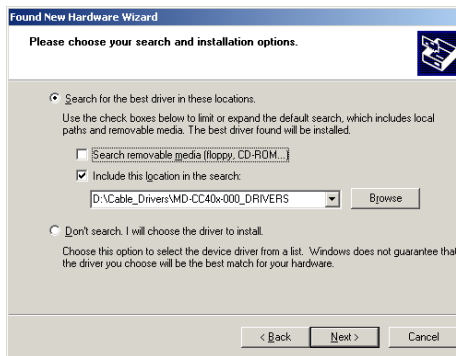 Found New Hardware Wizard
Please choose your search and installation options.
Search for the best driver in these locations.
Use the check boxes below to limit or expand the default search, which includes local
paths and removable media. The best driver found will be installed.
Search removable media (floppy, CD-ROM...)
Include this location in the search:
D:\Cable_Drivers\MD-CC40x-000_DRIVERS
Browse
Don't search. I will choose the driver to install.
Choose this option to select the device driver from a list. Windows does not guarantee that
the driver you choose will be the best match for your hardware.
< Back
Next >
Cancel